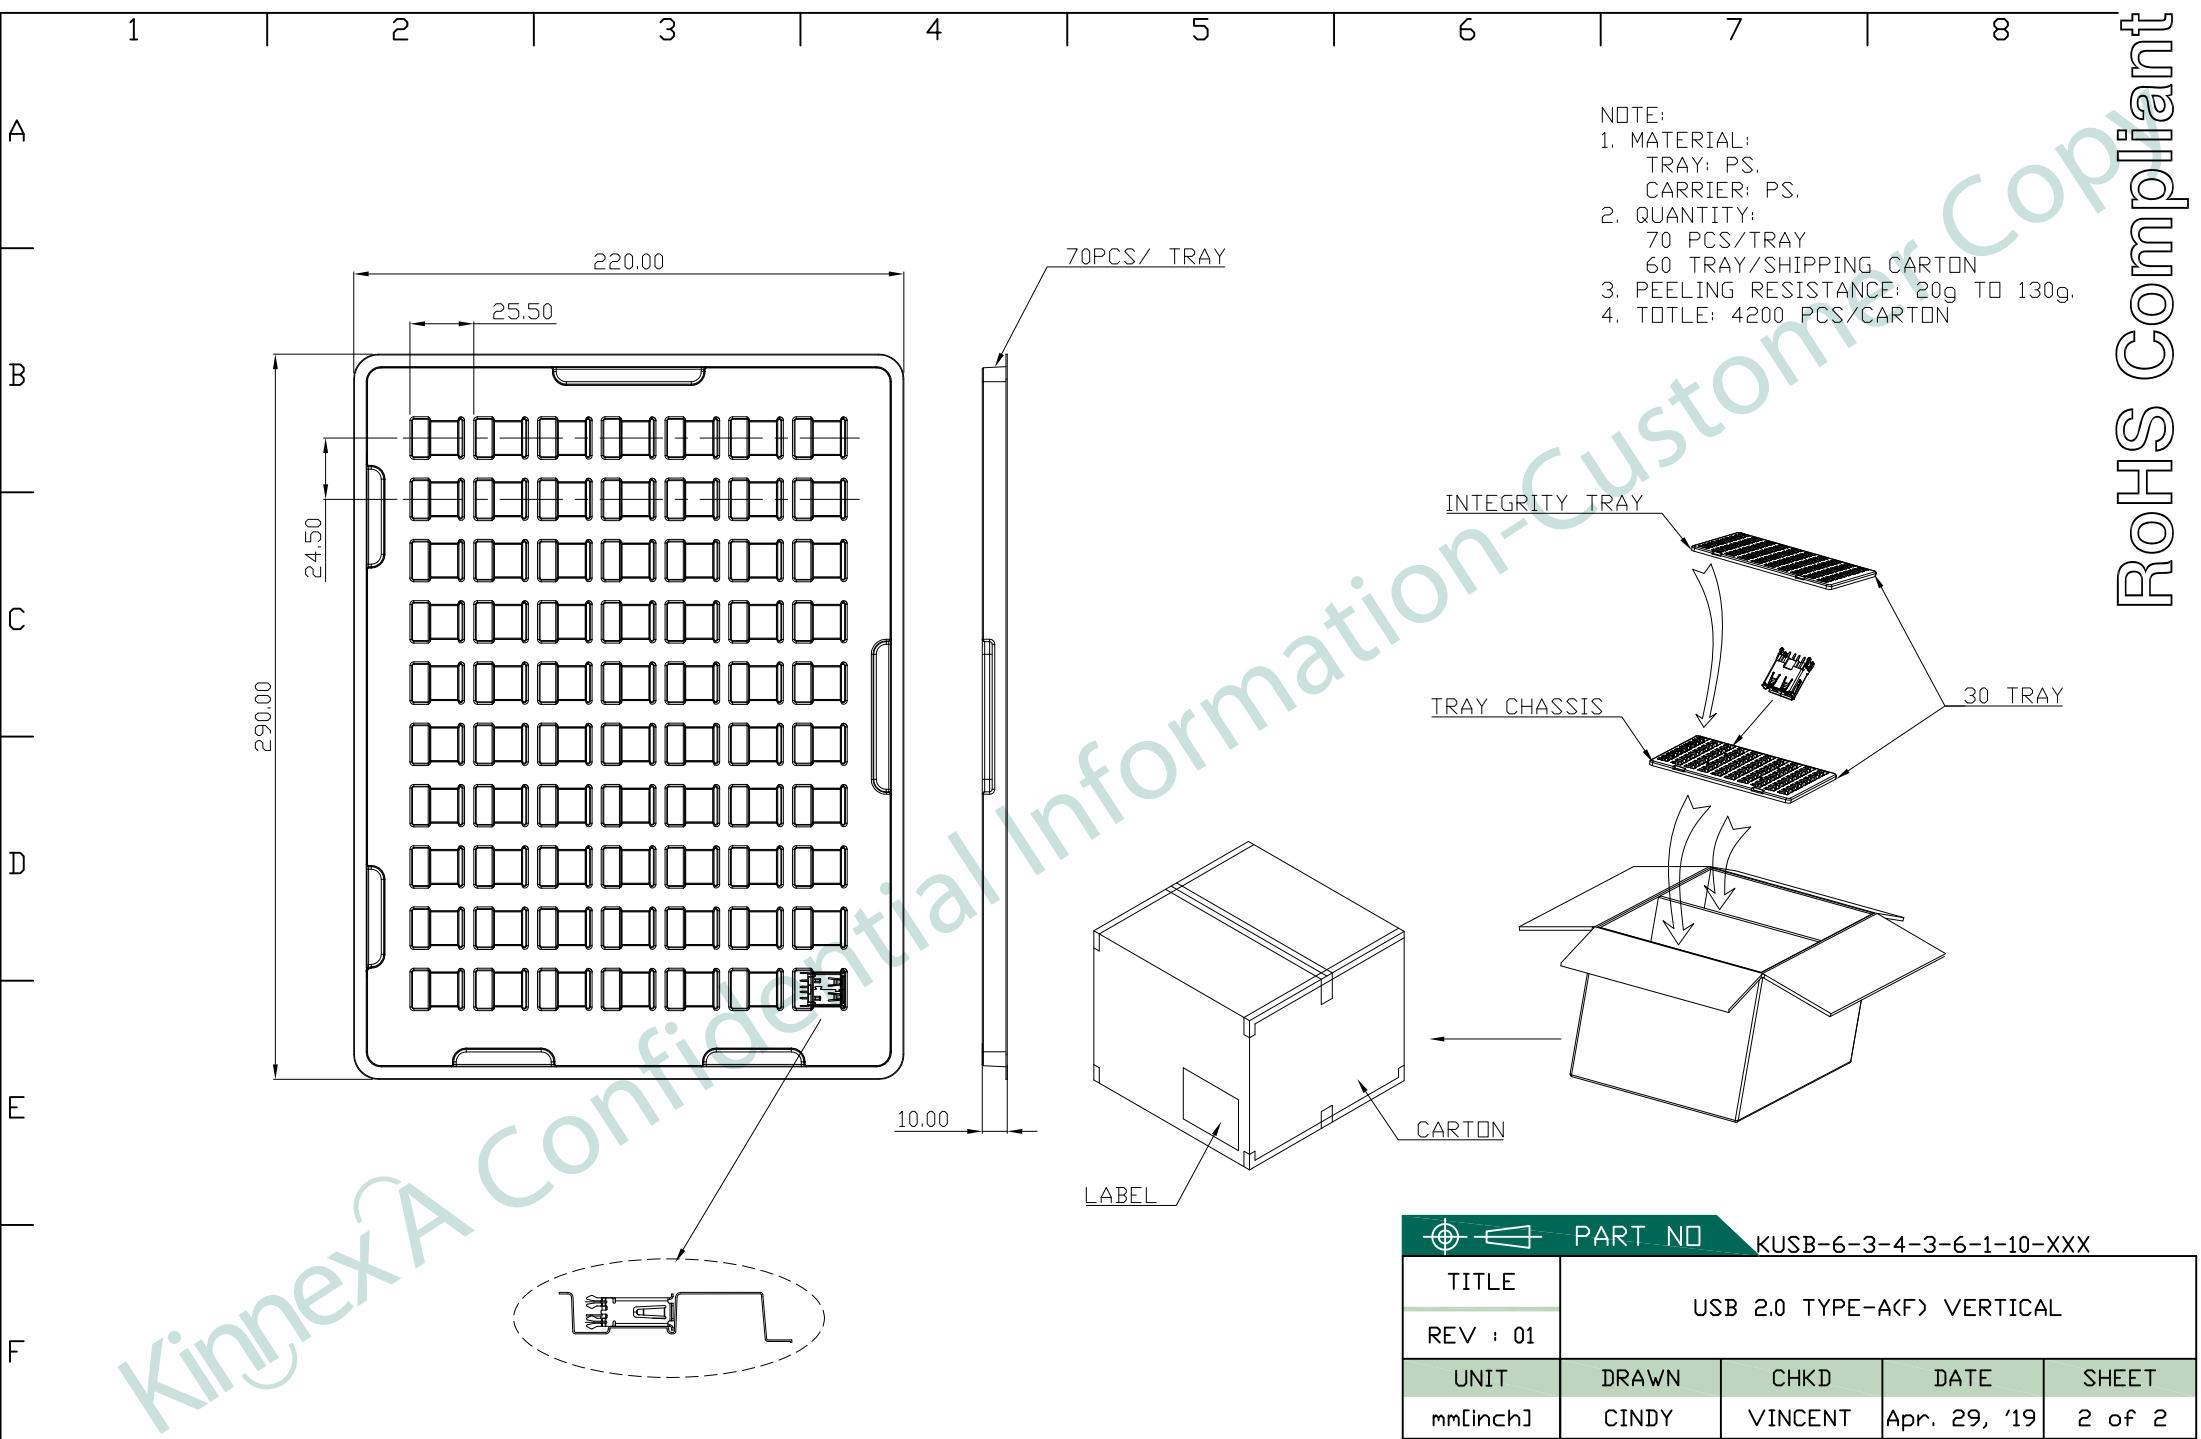 1 2 3 4 5 6 7 8
A
B
C
D
E
F
RoHS Compliant
NOTE:
1. MATERIAL:
TRAY: PS.
CARRIER: PS.
2. QUANTITY:
70 PCS/TRAY
60 TRAY/SHIPPING CARTON
3. PEELING RESISTANCE: 20g TO 130g.
4. TOTLE: 4200 PCS/CARTON
220.00
25.50
24.50
290.00
70PCS/ TRAY
10.00
INTEGRITY TRAY
TRAY CHASSIS
30 TRAY
CARTON
LABEL
KinnexA Confidential Information-Customer Copy
PART NO KUSB-6-3-4-3-6-1-10-XXX
TITLE
USB 2.0 TYPE-A(F) VERTICAL
REV : 01
UNIT DRAWN CHKD DATE SHEET
mm[inch] CINDY VINCENT Apr. 29, '19 2 of 2